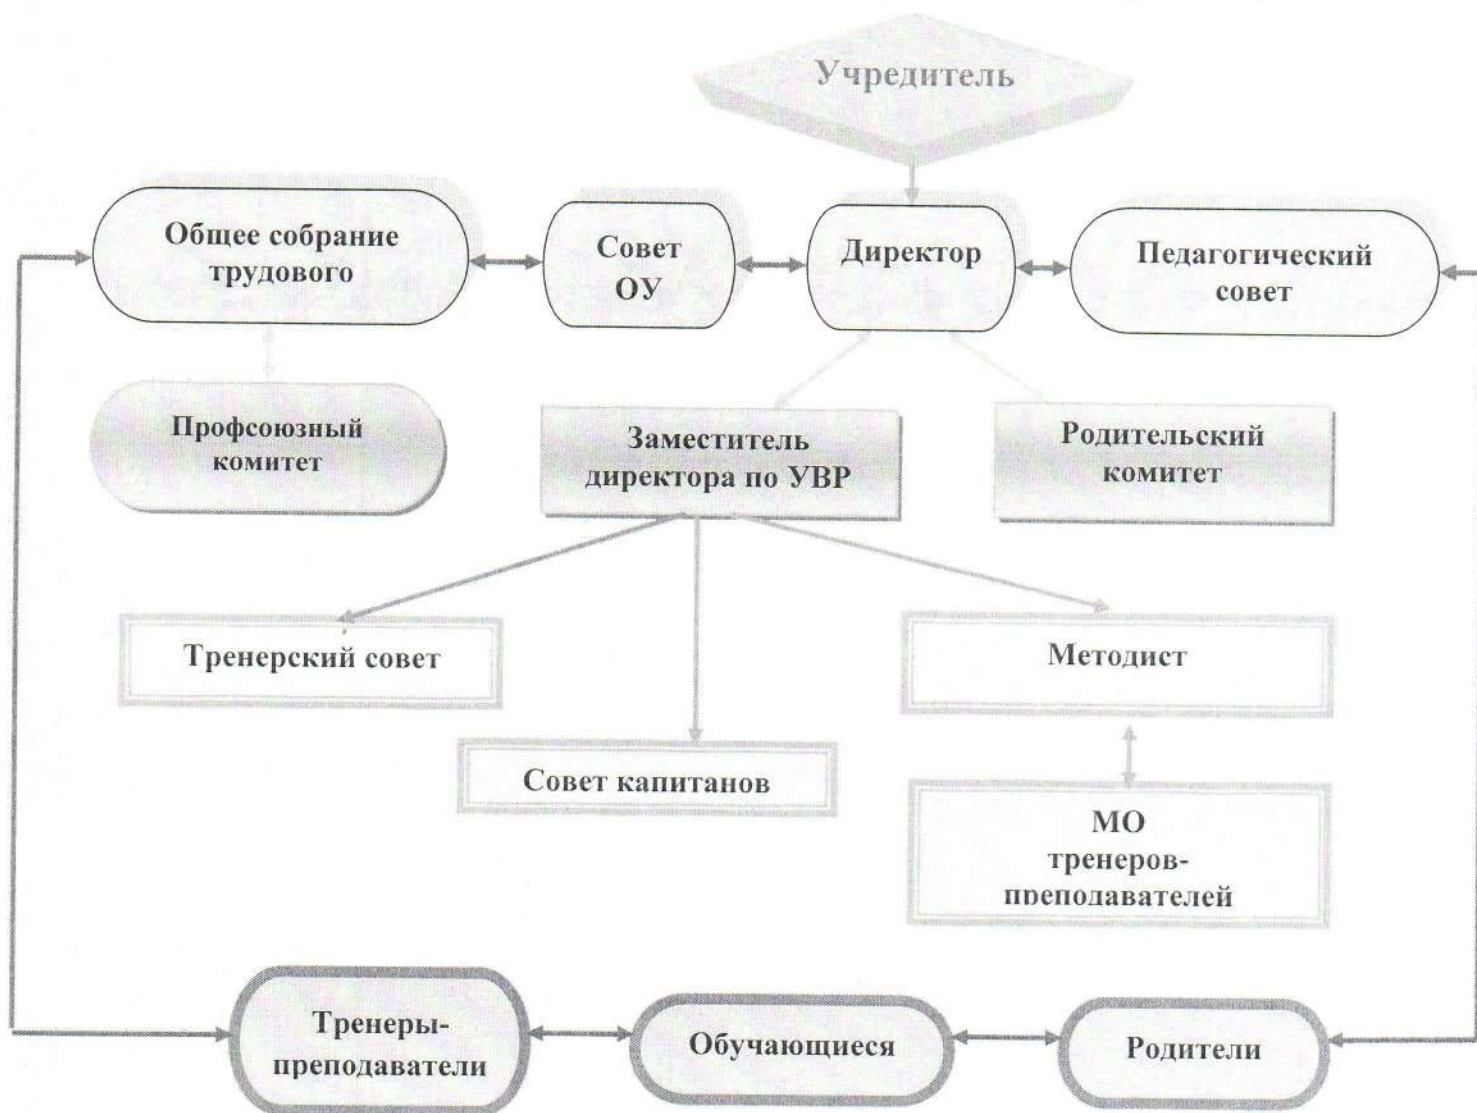 Учредитель
Общее собрание
трудового
Совет
ОУ
Директор
Педагогический
совет
Профсоюзный
комитет
Заместитель
директора по УВР
Родительский
комитет
Тренерский совет
Методист
Совет капитанов
МО
тренеров-
преподавателей
Тренеры-
преподаватели
Обучающиеся
Родители